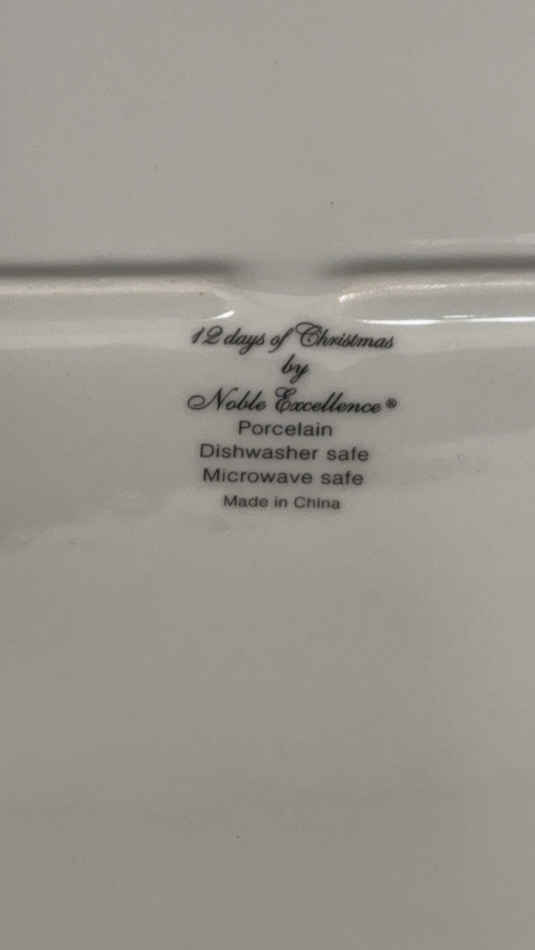 12 days of Christmas
by
Noble Excellence®
Porcelain
Dishwasher safe
Microwave safe
Made in China